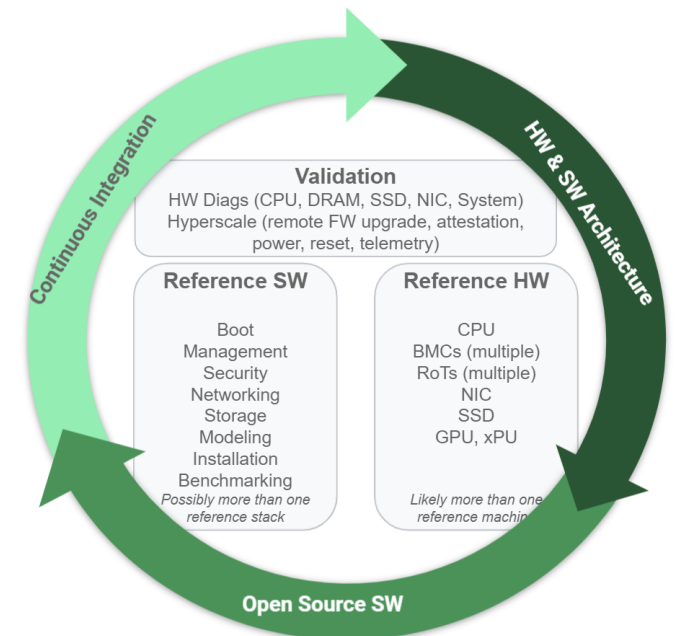 Continuous Integration
HW & SW Architecture
Validation
HW Diags (CPU, DRAM, SSD, NIC, System)
Hyperscale (remote FW upgrade, attestation,
power, reset, telemetry)
Reference SW
Boot
Management
Security
Networking
Storage
Modeling
Installation
Benchmarking
Possibly more than one
reference stack
Reference HW
CPU
BMCs (multiple)
RoTs (multiple)
NIC
SSD
GPU, xPU
Likely more than one
reference machin
Open Source SW